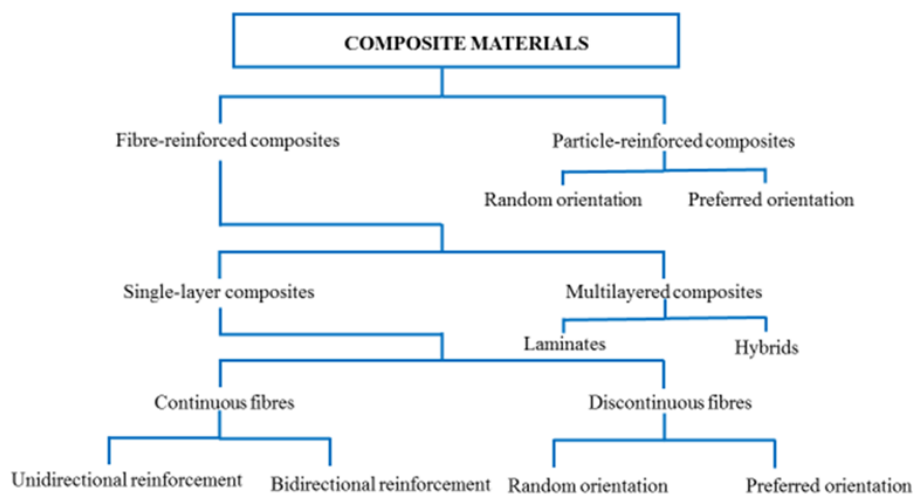 COMPOSITE MATERIALS
Fibre-reinforced composites
Particle-reinforced composites
Random orientation
Preferred orientation
Single-layer composites
Multilayered composites
Laminates
Hybrids
Continuous fibres
Discontinuous fibres
Unidirectional reinforcement
Bidirectional reinforcement
Random orientation
Preferred orientation